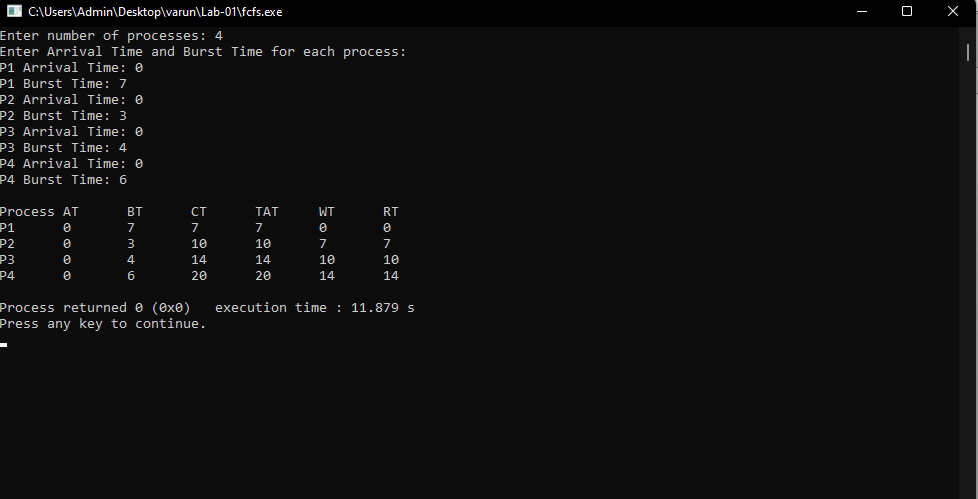 C:\Users\Admin\Desktop\varun\Lab-01\fcfs.exe
Enter number of processes: 4
Enter Arrival Time and Burst Time for each process:
P1 Arrival Time: 0
P1 Burst Time: 7
P2 Arrival Time: 0
P2 Burst Time: 3
P3 Arrival Time: 0
P3 Burst Time: 4
P4 Arrival Time: 0
P4 Burst Time: 6
Process AT      BT      CT      TAT     WT      RT
P1      0       7       7       7       0       0
P2      0       3       10      10      7       7
P3      0       4       14      14      10      10
P4      0       6       20      20      14      14
Process returned 0 (0x0)   execution time : 11.879 s
Press any key to continue.